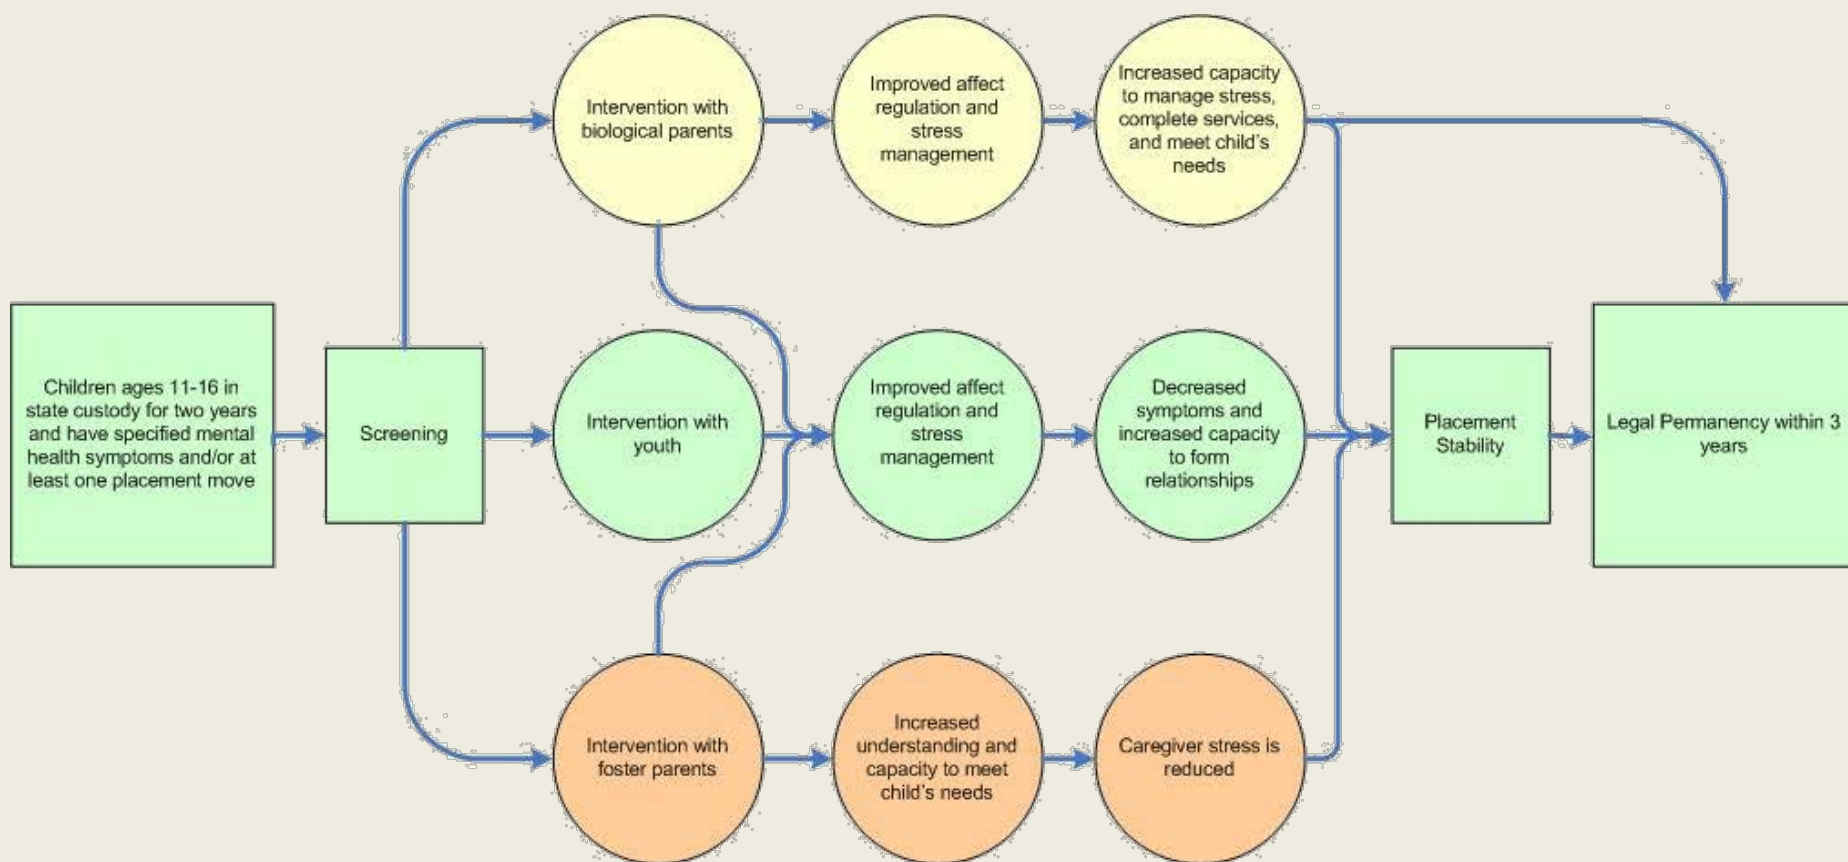 Intervention with
biological parents
Improved affect
regulation and
stress
management
Increased capacity
to manage stress,
complete services,
and meet child's
needs
Children ages 11-16 in
state custody for two years
and have specified mental
health symptoms and/or at
least one placement move
Screening
Intervention with
youth
Improved affect
regulation and
stress
management
Decreased
symptoms and
increased capacity
to form
relationships
Placement
Stability
Legal Permanency within 3
years
Intervention with
foster parents
Increased
understanding and
capacity to meet
child's needs
Caregiver stress is
reduced